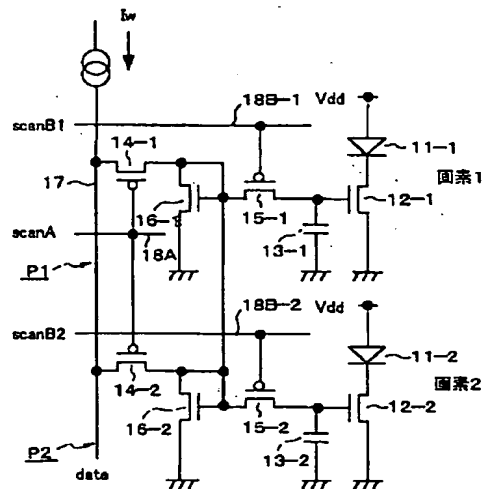 Iw
18B-1
Vdd
scanB1
14-1
11-1
17
画素1
16-1
15-1
12-1
scanA
18A
13-1
P1
18B-2
Vdd
scanB2
14-2
11-2
画素2
16-2
15-2
12-2
P2
13-2
data